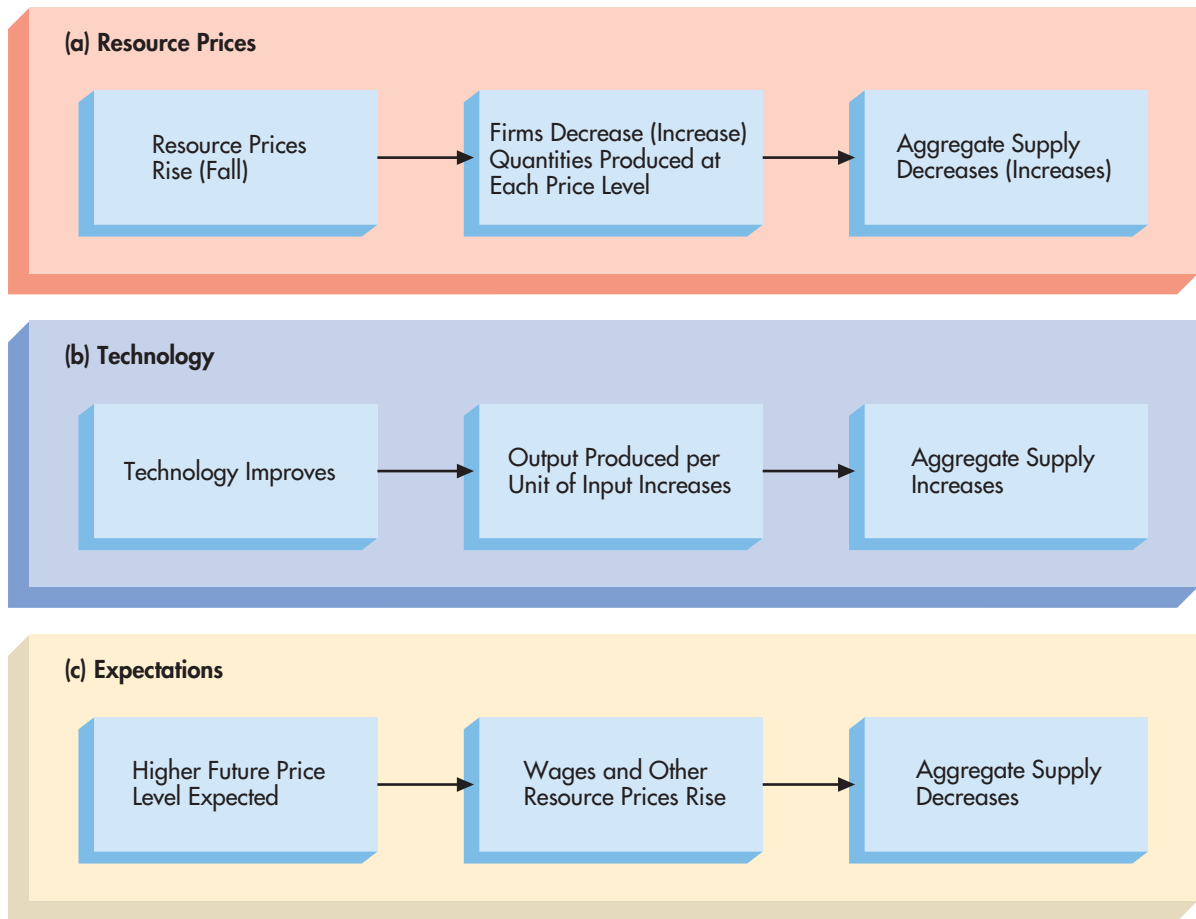 (a) Resource Prices
Resource Prices
Rise (Fall)
Firms Decrease (Increase)
Quantities Produced at
Each Price Level
Aggregate Supply
Decreases (Increases)
(b) Technology
Technology Improves
Output Produced per
Unit of Input Increases
Aggregate Supply
Increases
(c) Expectations
Higher Future Price
Level Expected
Wages and Other
Resource Prices Rise
Aggregate Supply
Decreases